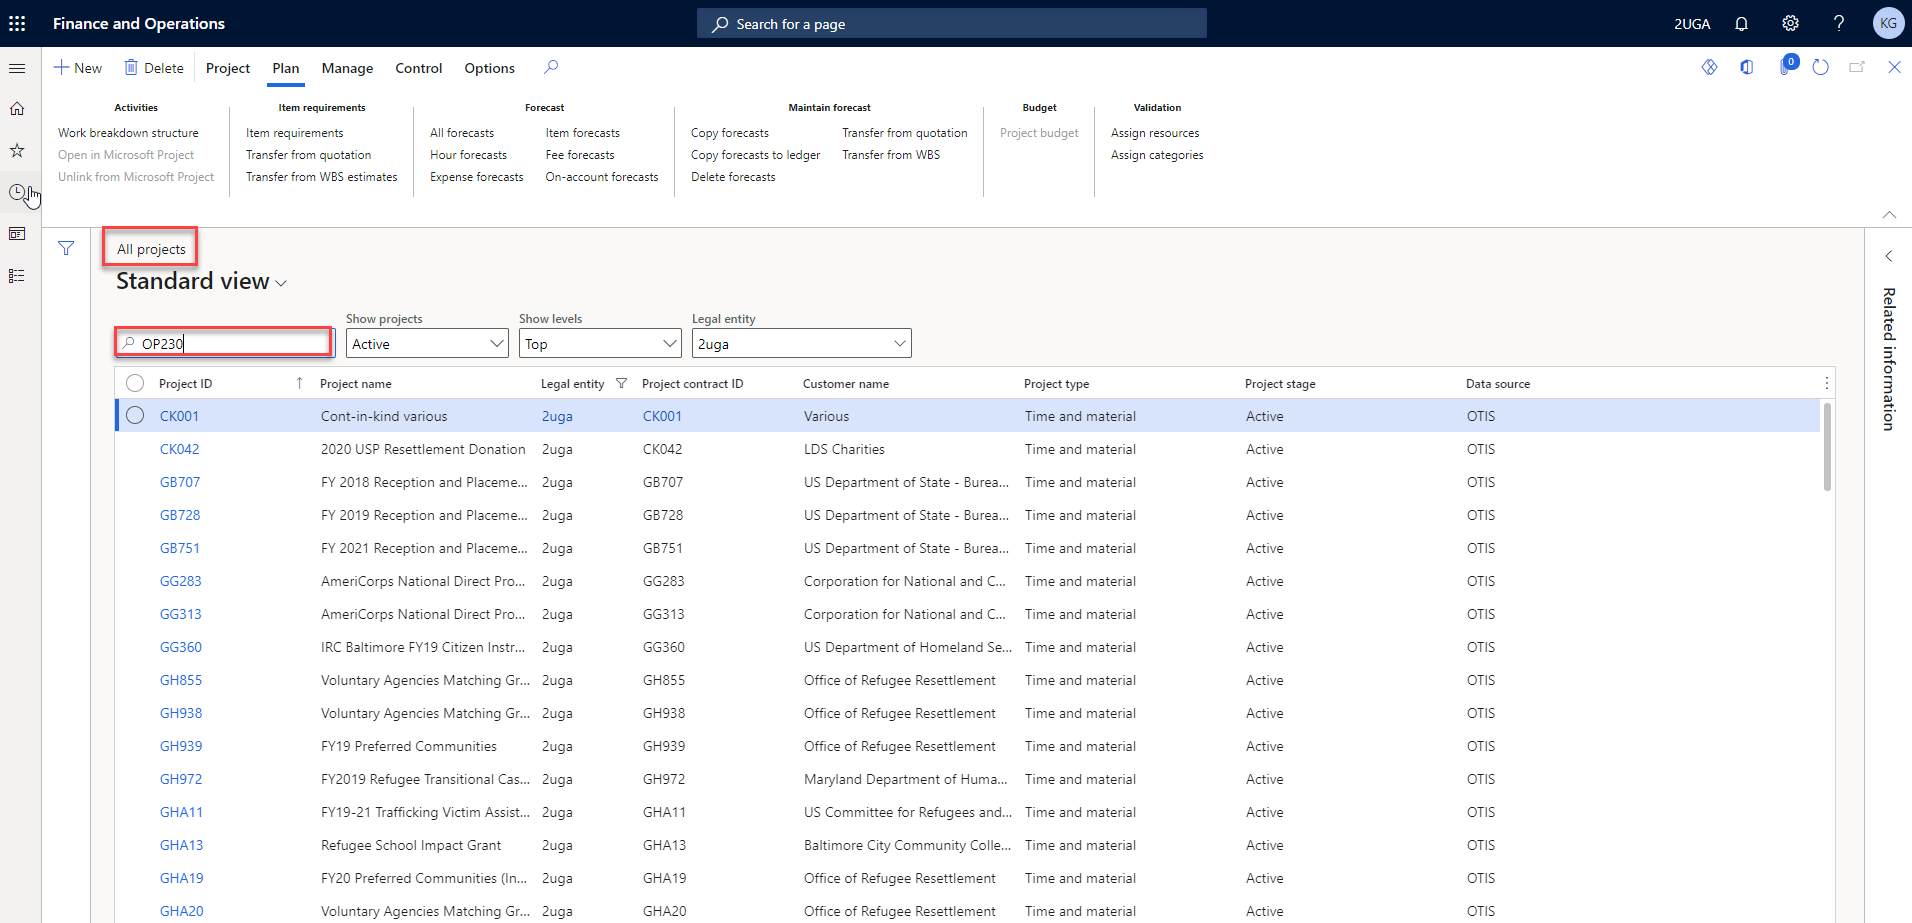 Finance and Operations
Search for a page
2UGA
KG
New
Delete
Project
Plan
Manage
Control
Options
0
Activities
Work breakdown structure
Open in Microsoft Project
Unlink from Microsoft Project
Item requirements
Item requirements
Transfer from quotation
Transfer from WBS estimates
Forecast
All forecasts
Hour forecasts
Expense forecasts
Item forecasts
Fee forecasts
On-account forecasts
Maintain forecast
Copy forecasts
Copy forecasts to ledger
Delete forecasts
Transfer from quotation
Transfer from WBS
Budget
Project budget
Validation
Assign resources
Assign categories
All projects
Standard view
Show projects Show levels Legal entity
OP230 Active Top 2uga
Project ID Project name Legal entity Project contract ID Customer name Project type Project stage Data source
CK001 Cont-in-kind various 2uga CK001 Various Time and material Active OTIS
CK042 2020 USP Resettlement Donation 2uga CK042 LDS Charities Time and material Active OTIS
GB707 FY 2018 Reception and Placeme... 2uga GB707 US Department of State - Burea... Time and material Active OTIS
GB728 FY 2019 Reception and Placeme... 2uga GB728 US Department of State - Burea... Time and material Active OTIS
GB751 FY 2021 Reception and Placeme... 2uga GB751 US Department of State - Burea... Time and material Active OTIS
GG283 AmeriCorps National Direct Pro... 2uga GG283 Corporation for National and C... Time and material Active OTIS
GG313 AmeriCorps National Direct Pro... 2uga GG313 Corporation for National and C... Time and material Active OTIS
GG360 IRC Baltimore FY19 Citizen Instr... 2uga GG360 US Department of Homeland Se... Time and material Active OTIS
GH855 Voluntary Agencies Matching Gr... 2uga GH855 Office of Refugee Resettlement Time and material Active OTIS
GH938 Voluntary Agencies Matching Gr... 2uga GH938 Office of Refugee Resettlement Time and material Active OTIS
GH939 FY19 Preferred Communities 2uga GH939 Office of Refugee Resettlement Time and material Active OTIS
GH972 FY2019 Refugee Transitional Cas... 2uga GH972 Maryland Department of Huma... Time and material Active OTIS
GHA11 FY19-21 Trafficking Victim Assist... 2uga GHA11 US Committee for Refugees and... Time and material Active OTIS
GHA13 Refugee School Impact Grant 2uga GHA13 Baltimore City Community Colle... Time and material Active OTIS
GHA19 FY20 Preferred Communities (In... 2uga GHA19 Office of Refugee Resettlement Time and material Active OTIS
GHA20 Voluntary Agencies Matching Gr... 2uga GHA20 Office of Refugee Resettlement Time and material Active OTIS
Related information